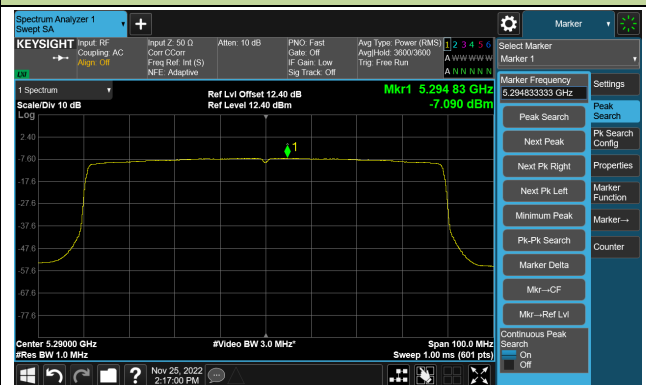 Spectrum Analyzer 1
Swept SA
Marker
KEYSIGHT
Input: RF
Coupling: AC
Align: Off
Input Z: 50 Ω
Corr CCorr
Freq Ref: Int (S)
NFE: Adaptive
Atten: 10 dB
PNO: Fast
Gate: Off
IF Gain: Low
Sig Track: Off
Avg Type: Power (RMS)
Avg|Hold: 3600/3600
Trig: Free Run
1 2 3 4 5 6
A W W W W W
A N N N N N
LXI
Select Marker
Marker 1
1 Spectrum
Scale/Div 10 dB
Log
Ref Lvl Offset 12.40 dB
Ref Level 12.40 dBm
Mkr1 5.294 83 GHz
-7.090 dBm
2.40
-7.60
-17.6
-27.6
-37.6
-47.6
-57.6
-67.6
-77.6
1
Center 5.29000 GHz
#Res BW 1.0 MHz
#Video BW 3.0 MHz*
Span 100.0 MHz
Sweep 1.00 ms (601 pts)
Marker Frequency
5.294833333 GHz
Peak Search
Next Peak
Next Pk Right
Next Pk Left
Minimum Peak
Pk-Pk Search
Marker Delta
Mkr→CF
Mkr→Ref Lvl
Continuous Peak
Search
On
Off
Settings
Peak
Search
Pk Search
Config
Properties
Marker
Function
Marker→
Counter
?
Nov 25, 2022
2:17:00 PM